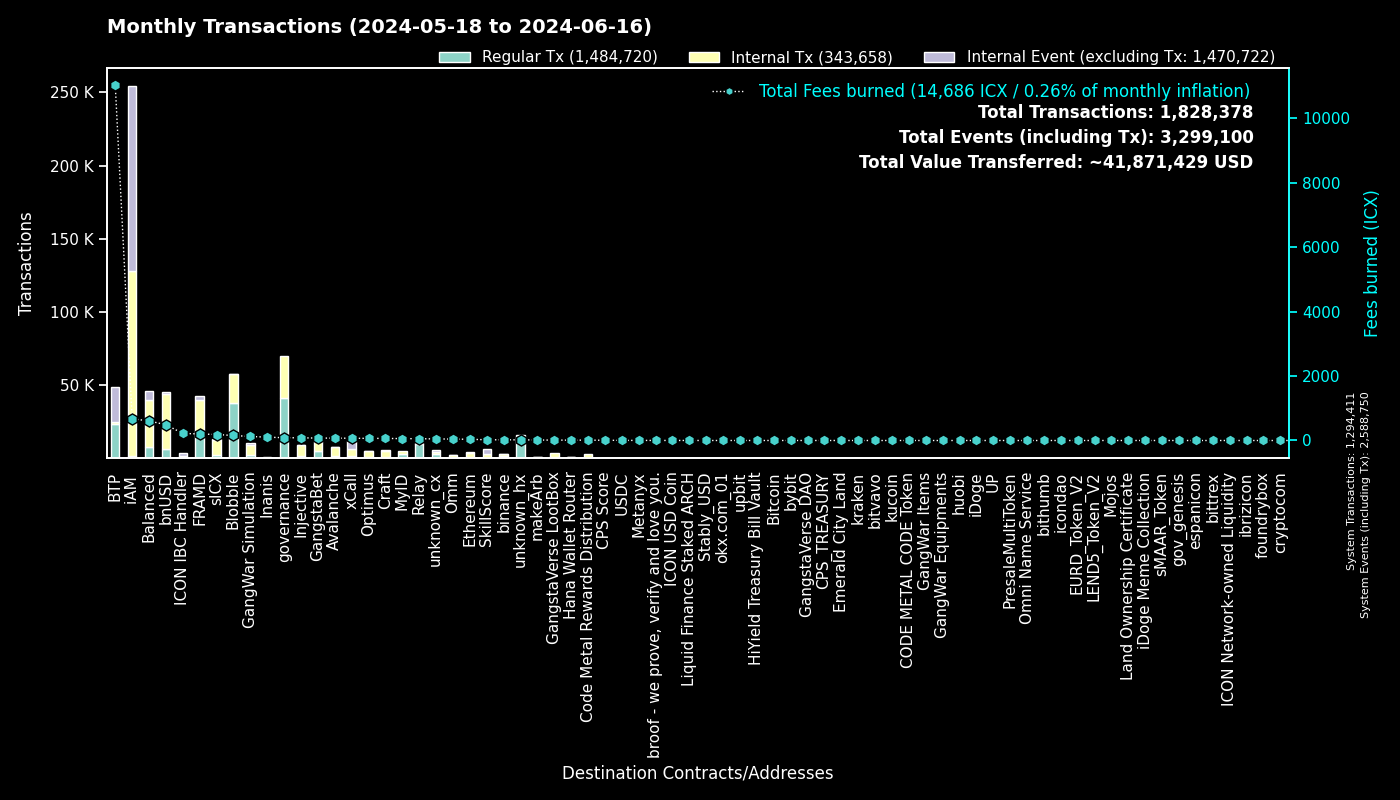 Monthly Transactions (2024-05-18 to 2024-06-16)
Regular Tx (1,484,720)
Internal Tx (343,658)
Internal Event (excluding Tx: 1,470,722)
Total Fees burned (14,686 ICX / 0.26% of monthly inflation)
Total Transactions: 1,828,378
Total Events (including Tx): 3,299,100
Total Value Transferred: ~41,871,429 USD
Transactions
250 K
200 K
150 K
100 K
50 K
10000
8000
6000
4000
2000
0
Fees burned (ICX)
System Transactions: 1,294,411
System Events (including Tx): 2,588,750
BTP
iAM
Balanced
bnUSD
ICON IBC Handler
FRAMD
sICX
Blobble
GangWar Simulation
Inanis
governance
Injective
GangstaBet
Avalanche
xCall
Optimus
Craft
MyID
Relay
unknown_cx
Omm
Ethereum
SkillScore
binance
unknown_hx
makeArb
GangstaVerse LootBox
Hana Wallet Router
Code Metal Rewards Distribution
CPS Score
USDC
Metanyx
broof - we prove, verify and love you.
ICON USD Coin
Liquid Finance Staked ARCH
Stably_USD
okx.com_01
upbit
HiYield Treasury Bill Vault
Bitcoin
bybit
GangstaVerse DAO
CPS_TREASURY
Emerald City Land
kraken
bitvavo
kucoin
CODE METAL CODE Token
GangWar Items
GangWar Equipments
huobi
iDoge
UP
PresaleMultiToken
Omni Name Service
bithumb
icondao
EURD_Token_V2
LEND5_Token_V2
Mojos
Land Ownership Certificate
iDoge Meme Collection
sMAAR_Token
gov_genesis
espanicon
bittrex
ICON Network-owned Liquidity
ibrizicon
foundrybox
cryptocom
Destination Contracts/Addresses